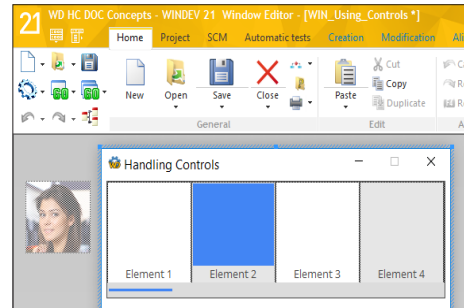 21 WD HC DOC Concepts - WINDEV 21 Window Editor - [WIN_Using_Controls *]
Home Project SCM Automatic tests Creation Modification
New Open Save Close Paste
Cut
Copy
Duplicate
General Edit
Handling Controls
Element 1 Element 2 Element 3 Element 4